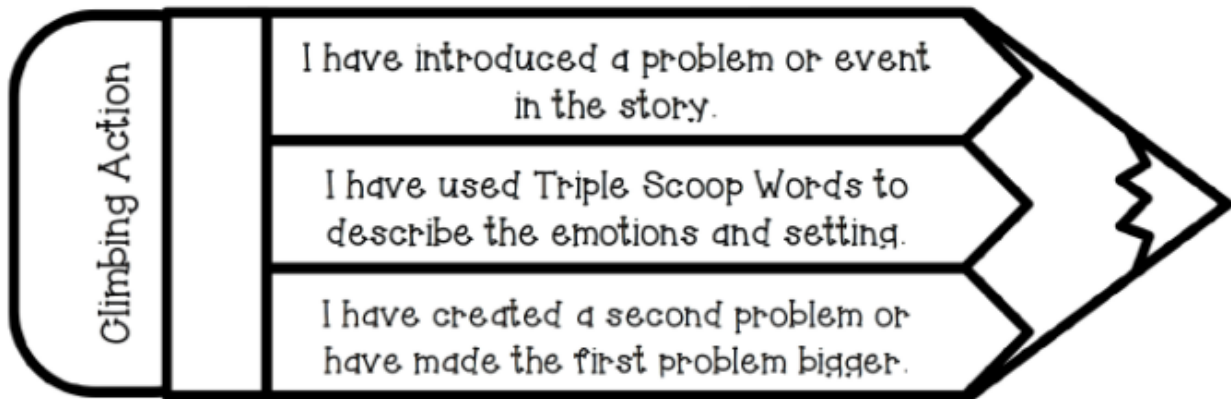 Climbing Action
I have introduced a problem or event
in the story.
I have used Triple Scoop Words to
describe the emotions and setting.
I have created a second problem or
have made the first problem bigger.